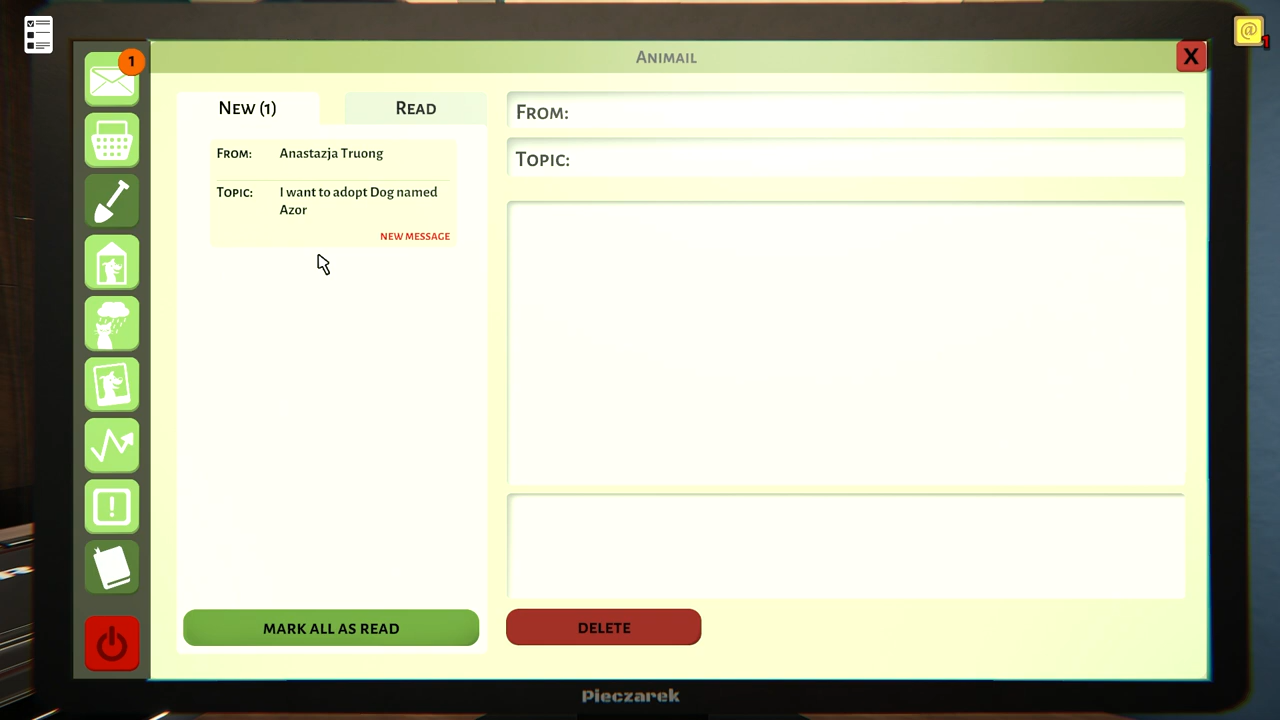 Animail
X
1
@
1
New (1)
Read
From: Anastazja Truong
Topic: I want to adopt Dog named
Azor
NEW MESSAGE
From:
Topic:
MARK ALL AS READ
DELETE
Pieczarek